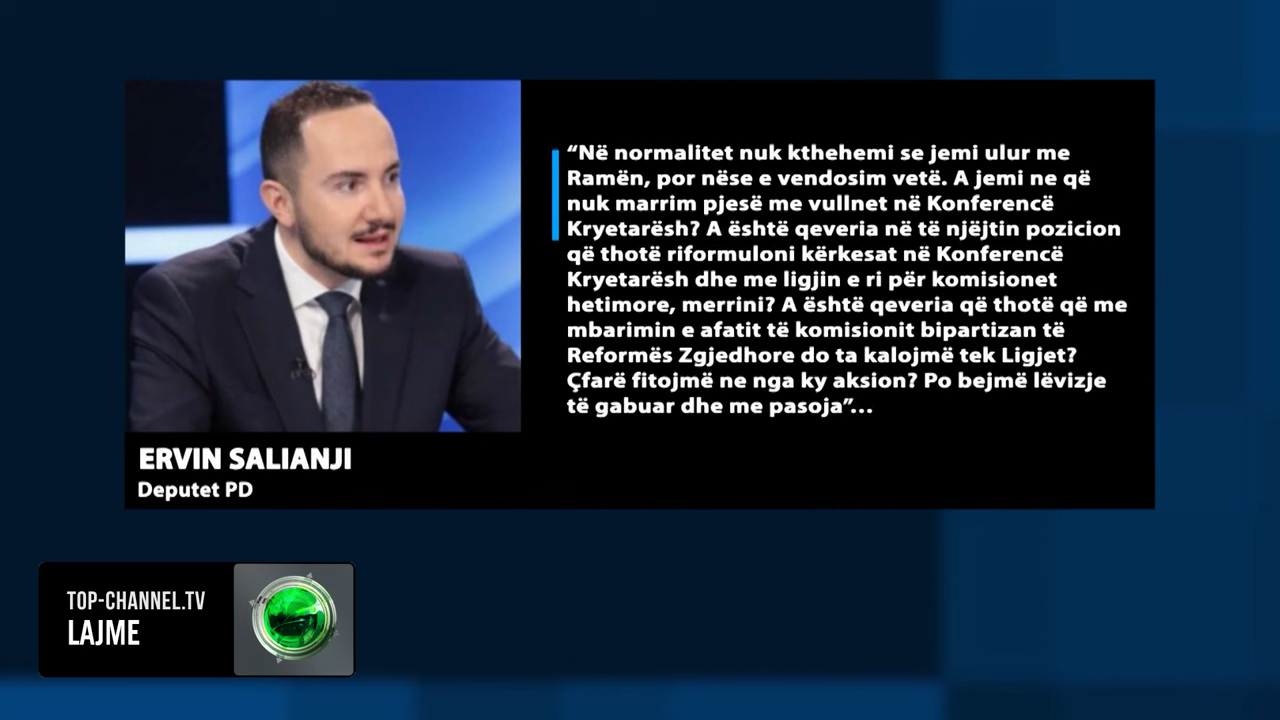 “Në normalitet nuk kthehemi se jemi ulur me
Ramën, por nëse e vendosim vetë. A jemi ne që
nuk marrim pjesë me vullnet në Konferencë
Kryetarësh? A është qeveria në të njëjtin pozicion
që thotë riformuloni kërkesat në Konferencë
Kryetarësh dhe me ligjin e ri për komisionet
hetimore, merrini? A është qeveria që thotë që me
mbarimin e afatit të komisionit bipartizan të
Reformës Zgjedhore do ta kalojmë tek Ligjet?
Çfarë fitojmë ne nga ky aksion? Po bejmë lëvizje
të gabuar dhe me pasoja”...
ERVIN SALIANJI
Deputet PD
TOP-CHANNEL.TV
LAJME